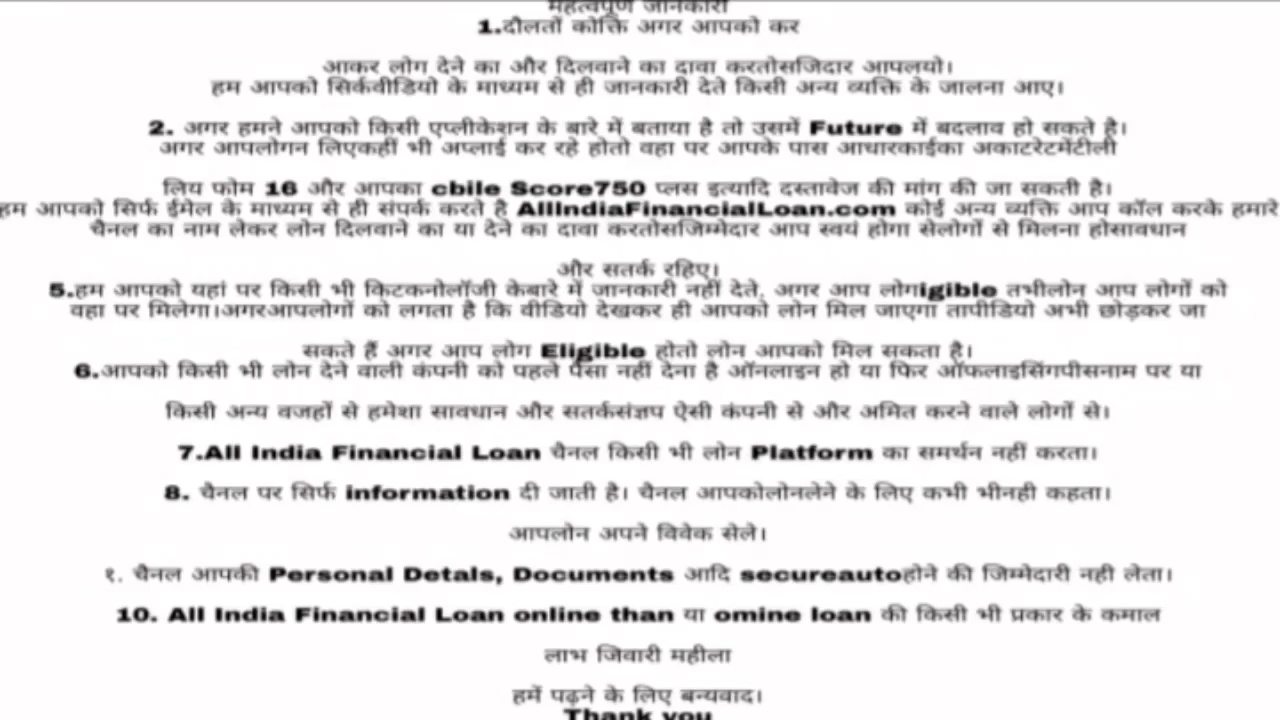 महत्वपूर्ण जानकारी
1.दौलतों कोक्ति अगर आपको कर
आकर लोग देने का और दिलवाने का दावा करतोसजिदार आपलयो।
हम आपको सिर्कवीडियो के माध्यम से ही जानकारी देते किसी अन्य व्यक्ति के जालना आए।
2. अगर हमने आपको किसी एप्लीकेशन के बारे में बताया है तो उसमें Future में बदलाव हो सकते है।
अगर आपलोगन लिएकहीं भी अप्लाई कर रहे होतो वहा पर आपके पास आधारकाईका अकाटरेटमेंटीली
लिय फोम 16 और आपका cbile Score750 प्लस इत्यादि दस्तावेज की मांग की जा सकती है।
हम आपको सिर्फ ईमेल के माध्यम से ही संपर्क करते है AllIndiaFinancialLoan.com कोई अन्य व्यक्ति आप कॉल करके हमारे
चैनल का नाम लेकर लोन दिलवाने का या देने का दावा करतोसजिम्मेदार आप स्वयं होगा सेलोगों से मिलना होसावधान
और सतर्क रहिए।
5.हम आपको यहां पर किसी भी किटकनोलॉजी केबारे में जानकारी नहीं देते, अगर आप लोगigible तभीलोन आप लोगों को
वहा पर मिलेगा।अगरआपलोगों को लगता है कि वीडियो देखकर ही आपको लोन मिल जाएगा तापीडियो अभी छोड़कर जा
सकते हैं अगर आप लोग Eligible होतो लोन आपको मिल सकता है।
6.आपको किसी भी लोन देने वाली कंपनी को पहले पैसा नहीं देना है ऑनलाइन हो या फिर ऑफलाइसिंगपीसनाम पर या
किसी अन्य वजहों से हमेशा सावधान और सतर्कसंज्ञप ऐसी कंपनी से और अमित करने वाले लोगों से।
7.All India Financial Loan चैनल किसी भी लोन Platform का समर्थन नहीं करता।
8. चैनल पर सिर्फ information दी जाती है। चैनल आपकोलोनलेने के लिए कभी भीनही कहता।
आपलोन अपने विवेक सेले।
१. चैनल आपकी Personal Detals, Documents आदि secureautoहोने की जिम्मेदारी नही लेता।
10. All India Financial Loan online than या omine loan की किसी भी प्रकार के कमाल
लाभ जिवारी महीला
हमें पढ़ने के लिए बन्यवाद।
Thank you